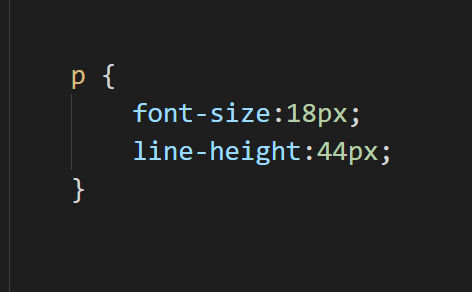 p {
font-size:18px;
line-height:44px;
}